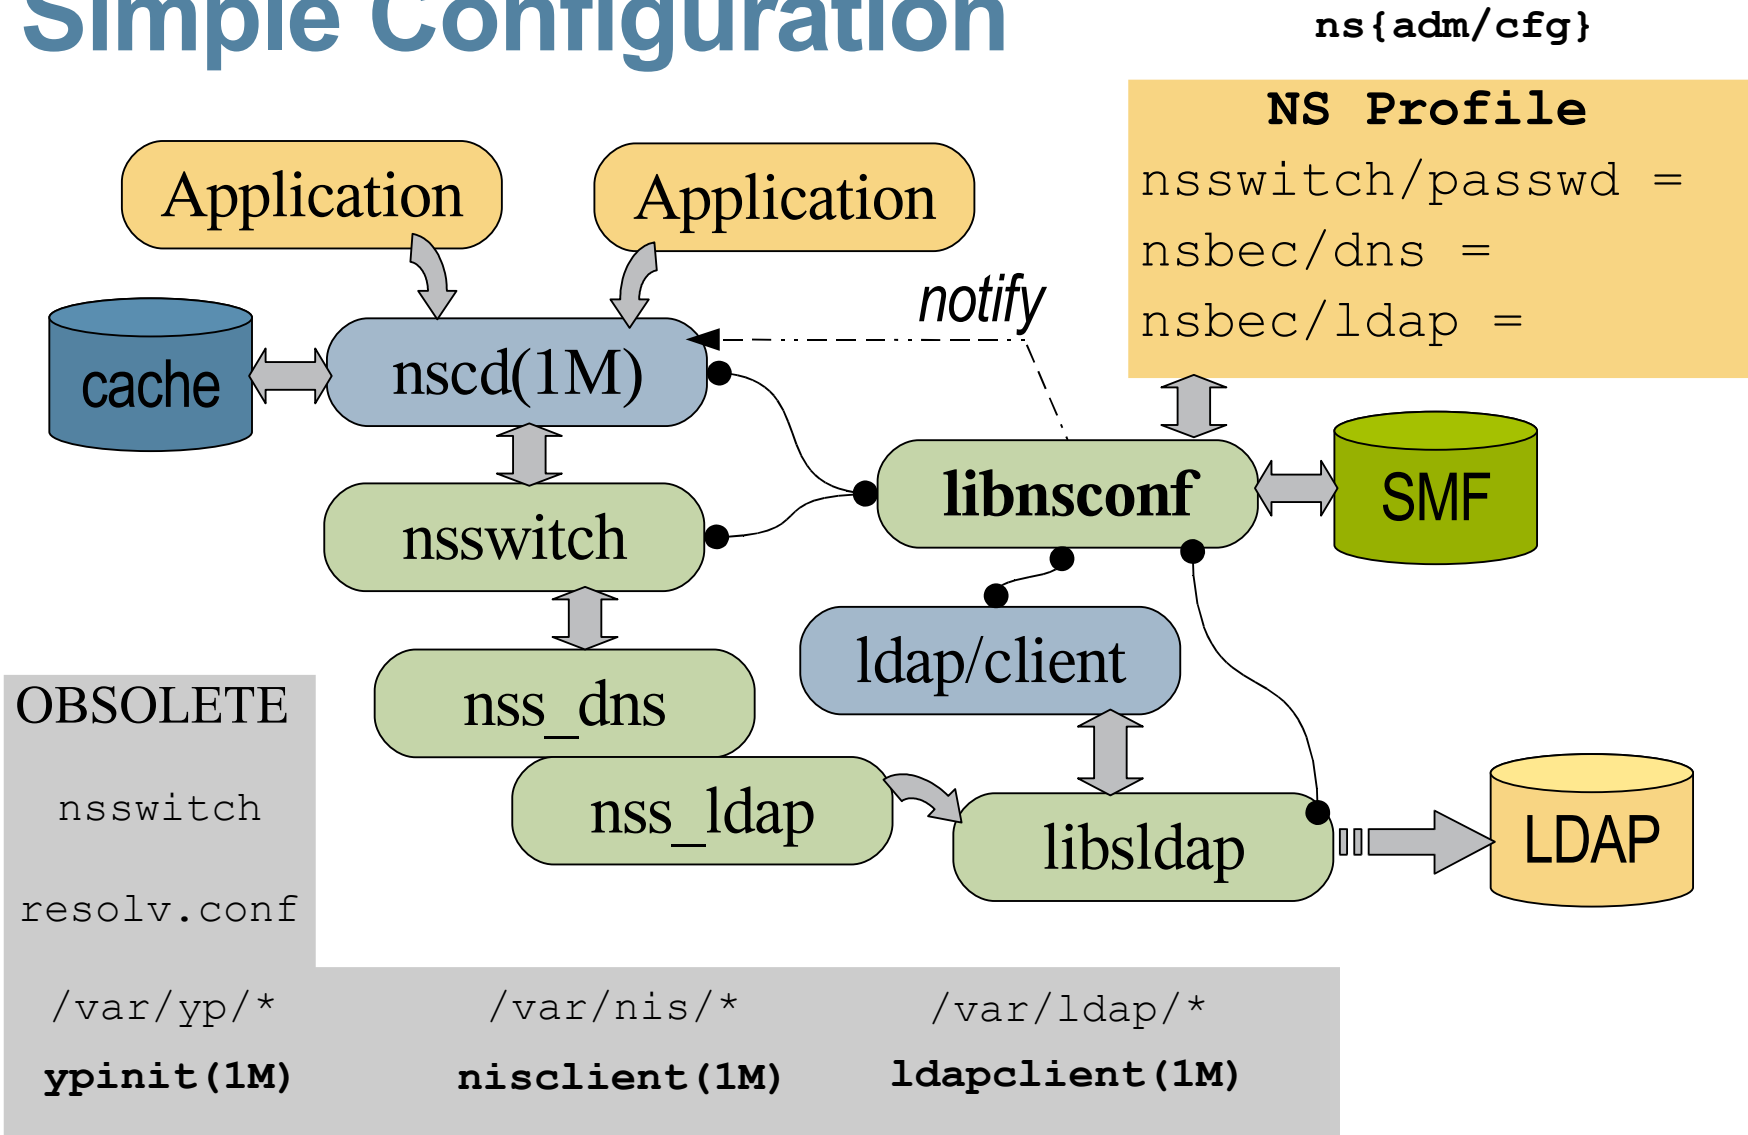 Simple Configuration
ns{adm/cfg}
NS Profile
nsswitch/passwd =
nsbec/dns =
nsbec/ldap =
Application
Application
notify
cache
nscd(1M)
libnsconf
SMF
nsswitch
ldap/client
nss_dns
nss_ldap
libsldap
LDAP
OBSOLETE
nsswitch
resolv.conf
/var/yp/*
/var/nis/*
/var/ldap/*
ypinit(1M)
nisclient(1M)
ldapclient(1M)